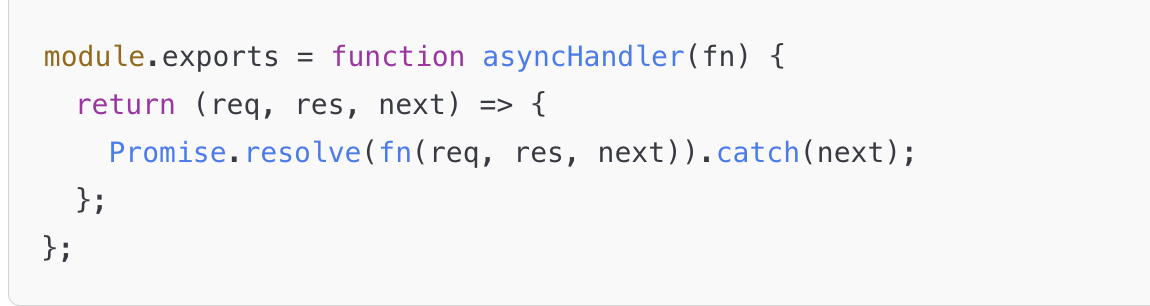 module.exports = function asyncHandler(fn) {
  return (req, res, next) => {
    Promise.resolve(fn(req, res, next)).catch(next);
  };
};